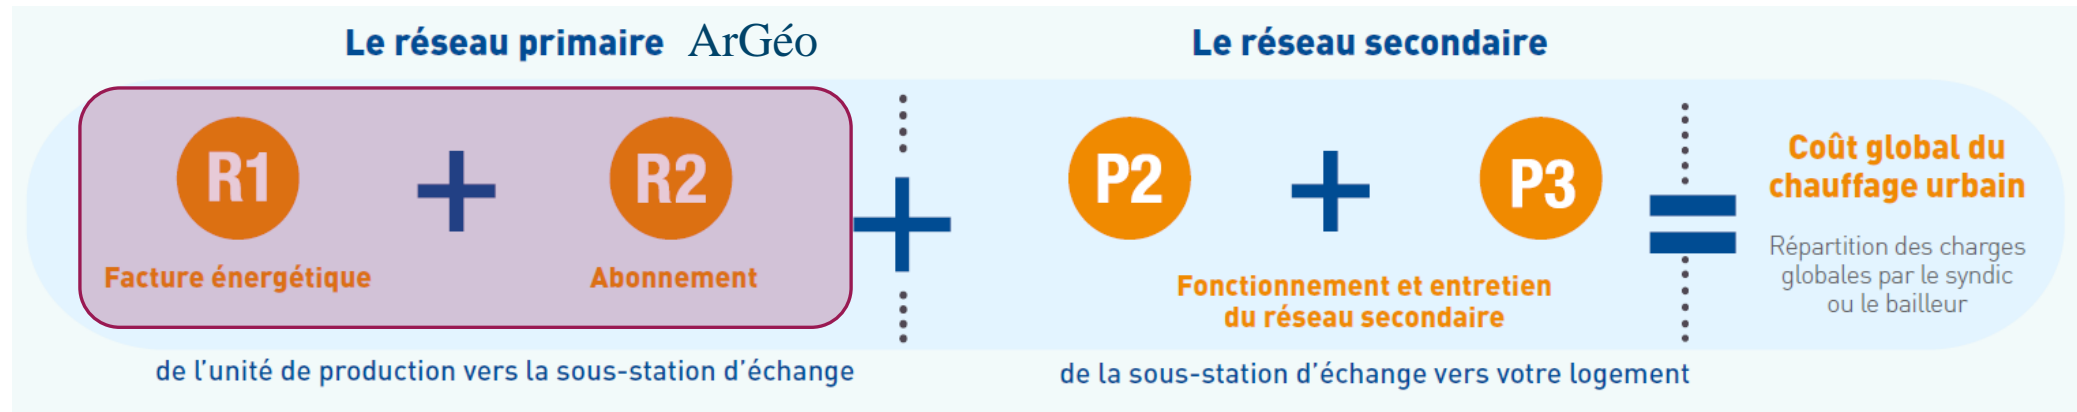 Le réseau primaire ArGéo
R1
+
R2
Facture énergétique
Abonnement
de l'unité de production vers la sous-station d'échange
+
Le réseau secondaire
P2
+
P3
Fonctionnement et entretien
du réseau secondaire
de la sous-station d'échange vers votre logement
=
Coût global du
chauffage urbain
Répartition des charges
globales par le syndic
ou le bailleur